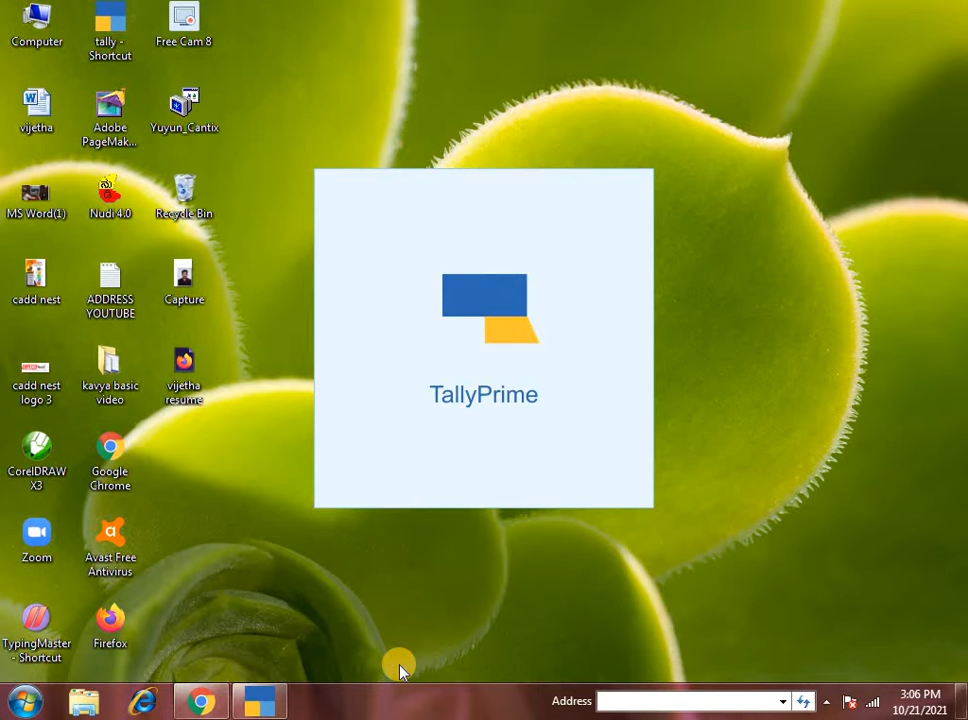 Computer
tally -
Shortcut
Free Cam 8
vijetha
Adobe
PageMak...
Yuyun_Cantix
MS Word(1)
Nudi 4.0
Recycle Bin
cadd nest
ADDRESS
YOUTUBE
Capture
cadd nest
logo 3
kavya basic
video
vijetha
resume
CorelDRAW
X3
Google
Chrome
Zoom
Avast Free
Antivirus
TypingMaster
- Shortcut
Firefox
TallyPrime
Address
3:06 PM
10/21/2021